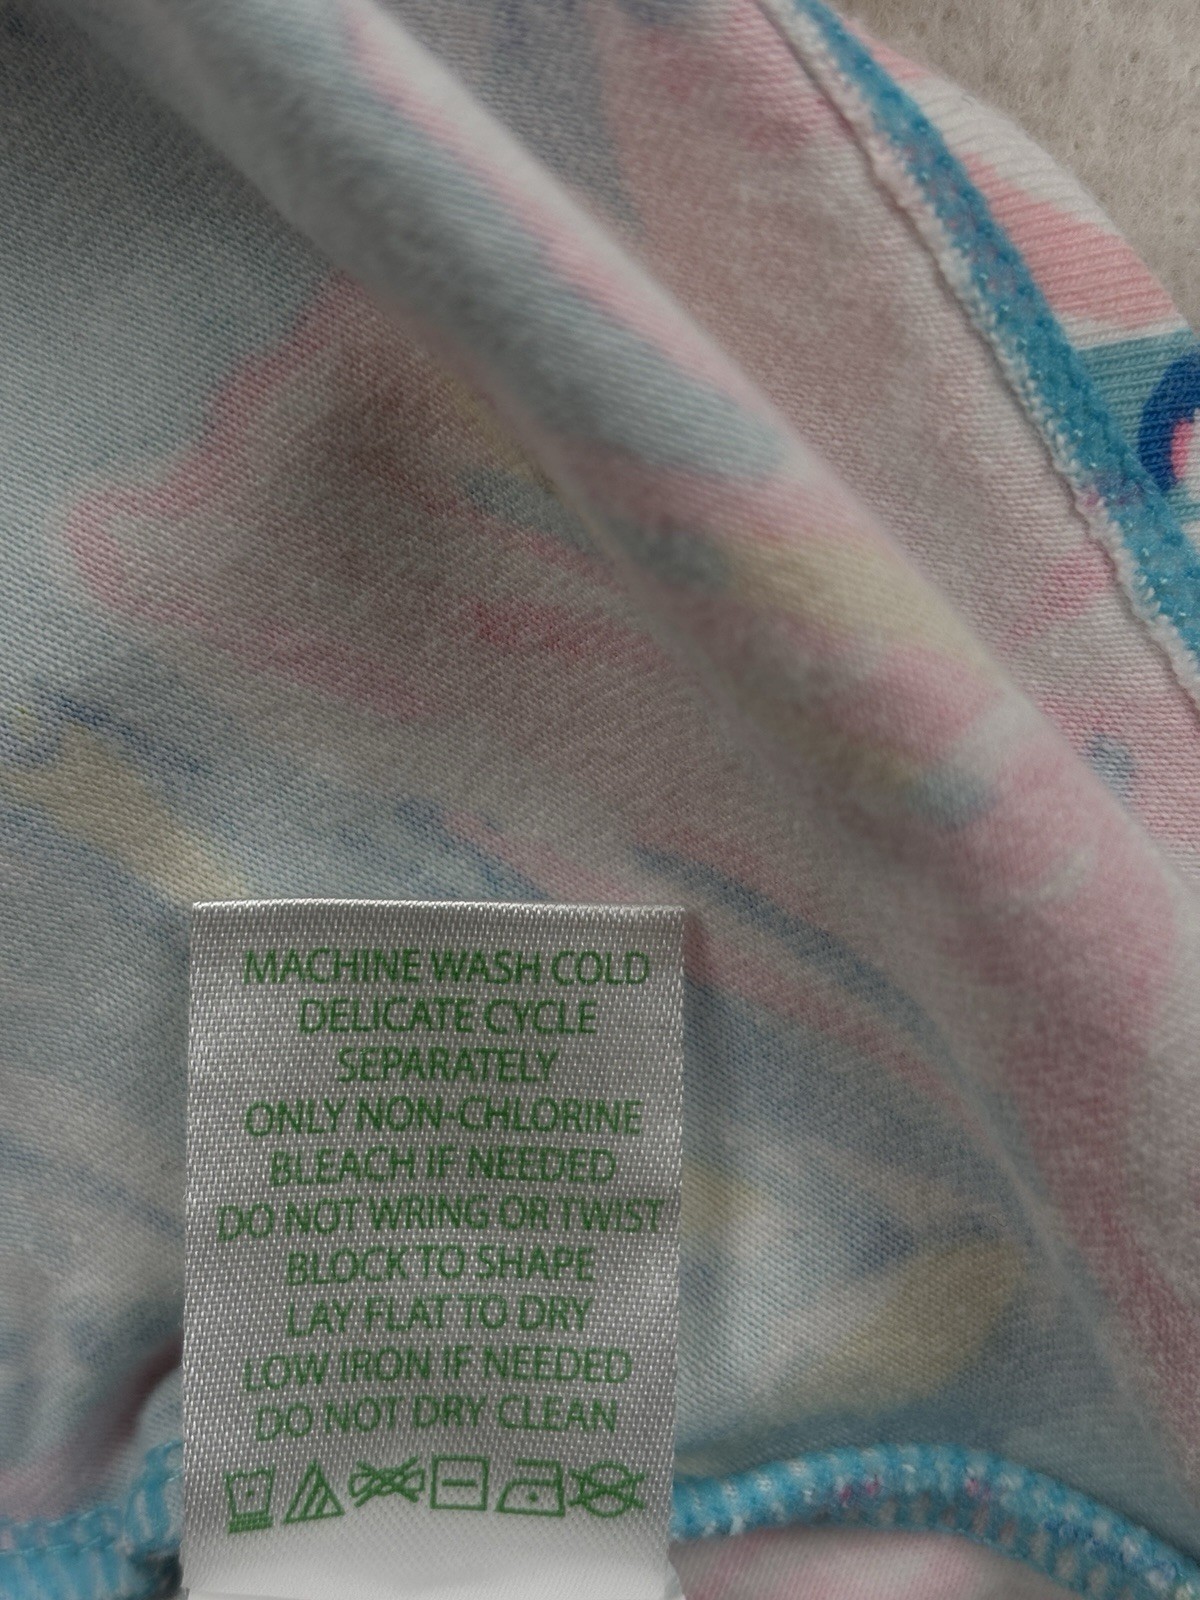 MACHINE WASH COLD
DELICATE CYCLE
SEPARATELY
ONLY NON-CHLORINE
BLEACH IF NEEDED
DO NOT WRING OR TWIST
BLOCK TO SHAPE
LAY FLAT TO DRY
LOW IRON IF NEEDED
DO NOT DRY CLEAN